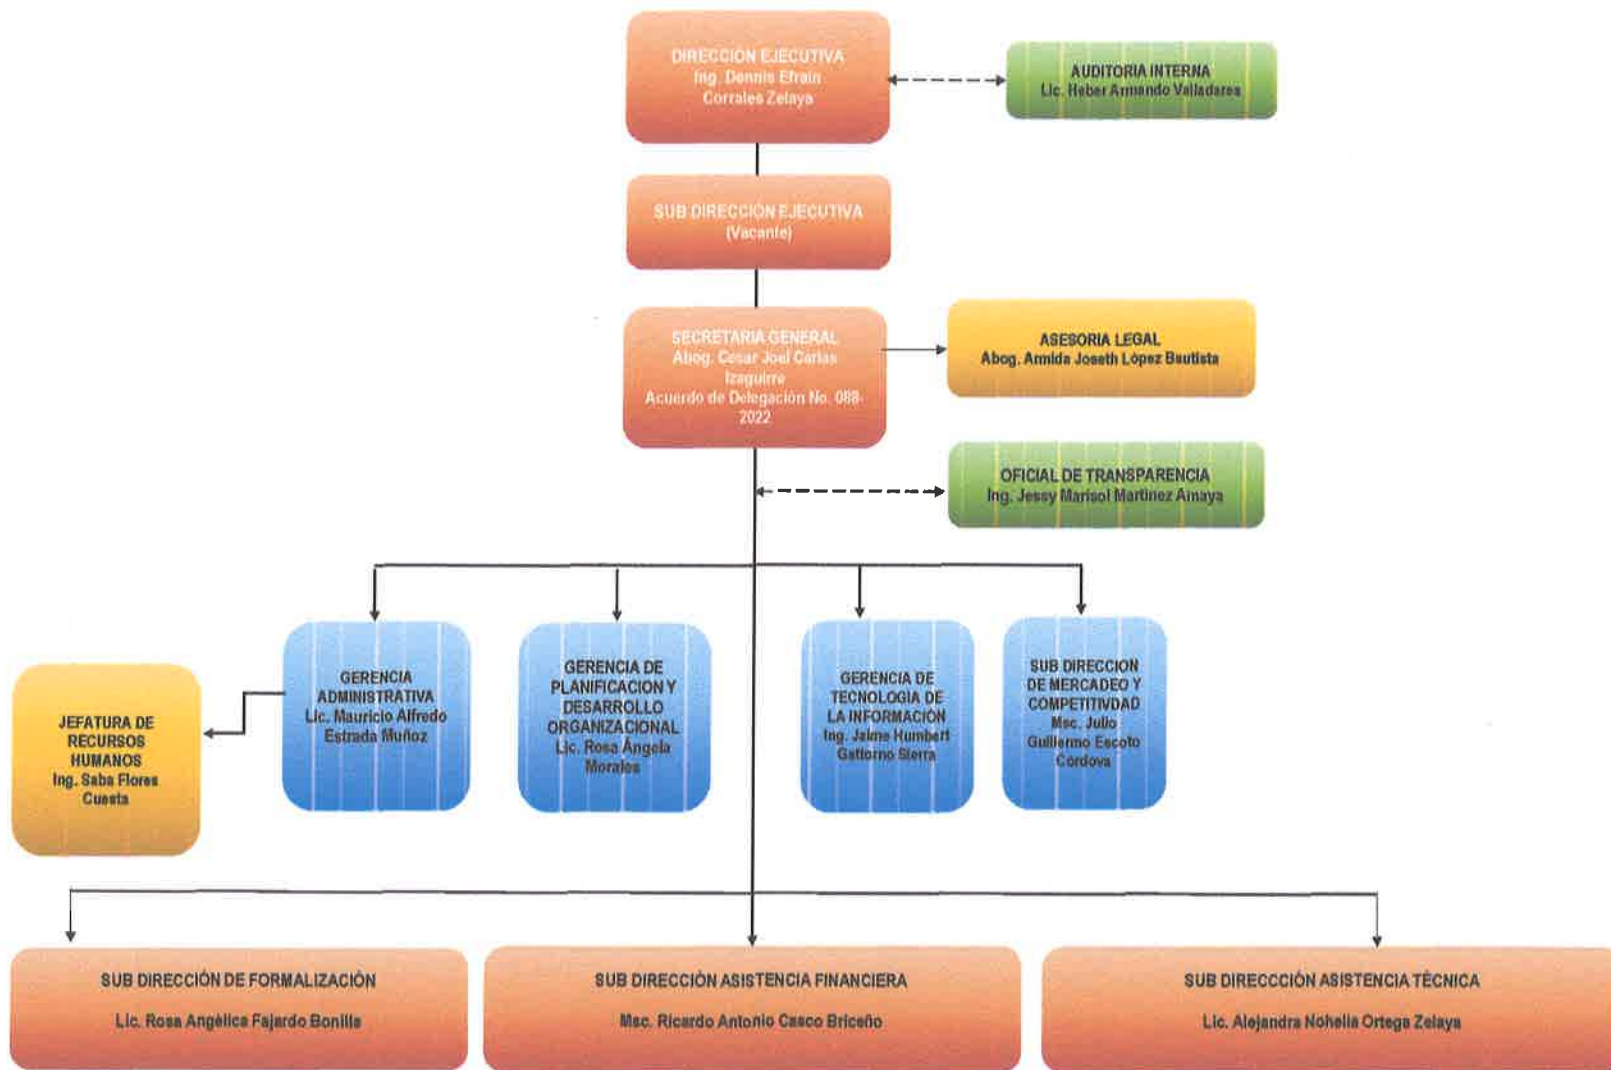 DIRECCIÓN EJECUTIVA
Ing. Dennis Efraín
Corrales Zelaya
AUDITORIA INTERNA
Lic. Heber Armando Valladares
SUB DIRECCIÓN EJECUTIVA
(Vacante)
SECRETARIA GENERAL
Abog. Cesar Joel Carias
Izaguirre
Acuerdo de Delegación No. 088-
2022
ASESORIA LEGAL
Abog. Armida Joseth López Bautista
OFICIAL DE TRANSPARENCIA
Ing. Jessy Marisol Martínez Amaya
JEFATURA DE
RECURSOS
HUMANOS
Ing. Saba Flores
Cuesta
GERENCIA
ADMINISTRATIVA
Lic. Mauricio Alfredo
Estrada Muñoz
GERENCIA DE
PLANIFICACION Y
DESARROLLO
ORGANIZACIONAL
Lic. Rosa Ángela
Morales
GERENCIA DE
TECNOLOGIA DE
LA INFORMACIÓN
Ing. Jaime Humbert
Gattorno Sierra
SUB DIRECCION
DE MERCADEO Y
COMPETITIVDAD
Msc. Julio
Guillermo Escoto
Córdova
SUB DIRECCIÓN DE FORMALIZACIÓN
Lic. Rosa Angélica Fajardo Bonilla
SUB DIRECCIÓN ASISTENCIA FINANCIERA
Msc. Ricardo Antonio Casco Briceño
SUB DIRECCCIÓN ASISTENCIA TÉCNICA
Lic. Alejandra Nohelia Ortega Zelaya